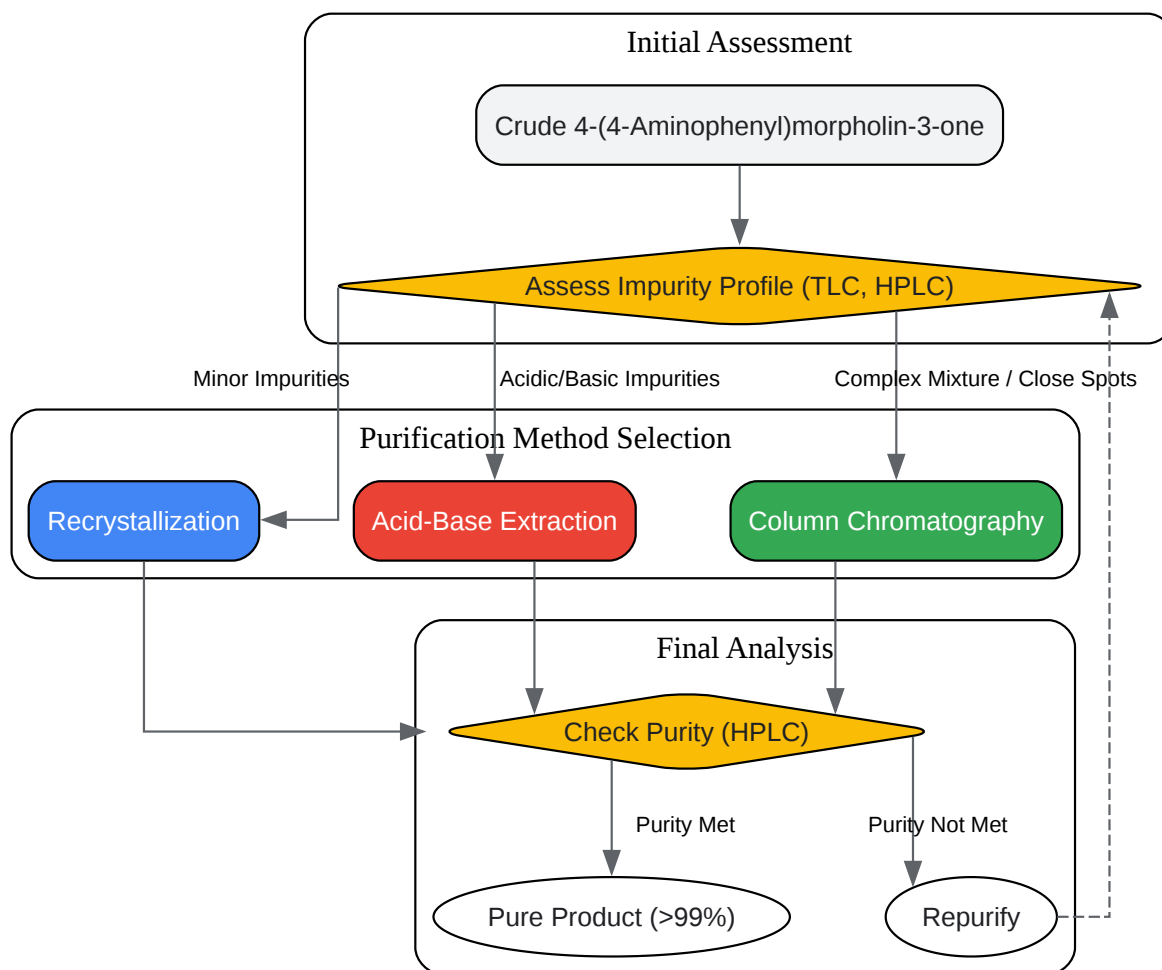 Initial Assessment
Crude 4-(4-Aminophenyl)morpholin-3-one
Assess Impurity Profile (TLC, HPLC)
Minor Impurities
Acidic/Basic Impurities
Complex Mixture / Close Spots
Purification Method Selection
Recrystallization
Acid-Base Extraction
Column Chromatography
Final Analysis
Check Purity (HPLC)
Purity Met
Purity Not Met
Pure Product (>99%)
Repurify